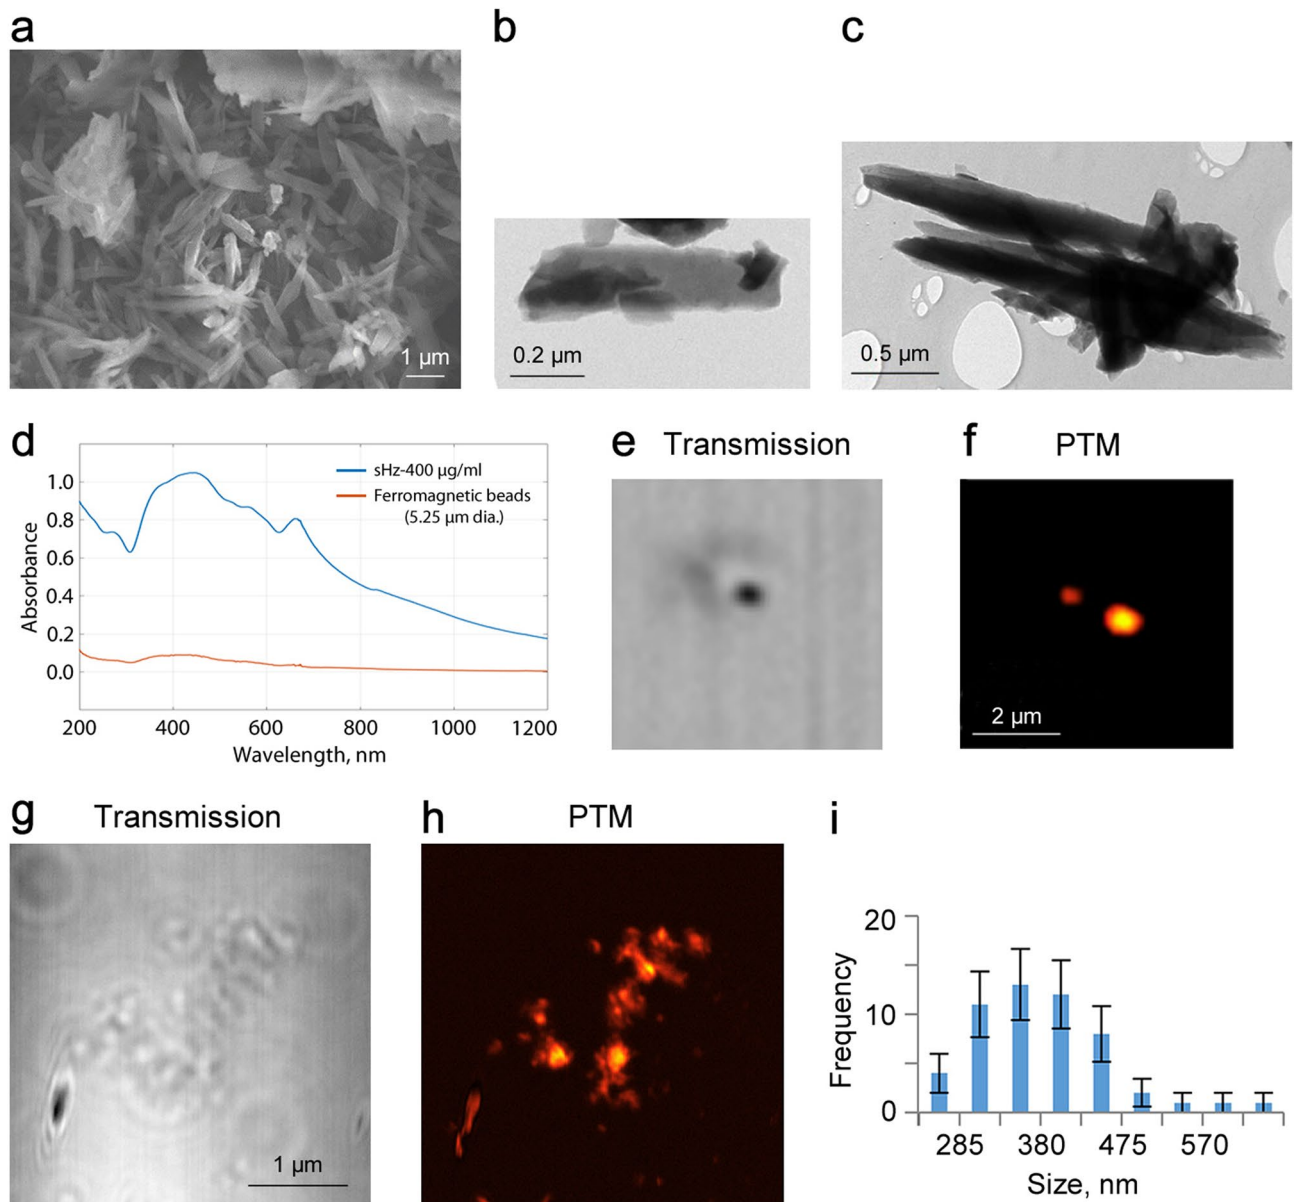 a
b
c
1 µm
0.2 µm
0.5 µm
d
e Transmission
f PTM
1.0
0.8
0.6
0.4
0.2
0.0
Absorbance
sHz-400 µg/ml
Ferromagnetic beads
(5.25 µm dia.)
200 400 600 800 1000 1200
Wavelength, nm
2 µm
g Transmission
h PTM
i
1 µm
20
10
0
Frequency
285 380 475 570
Size, nm